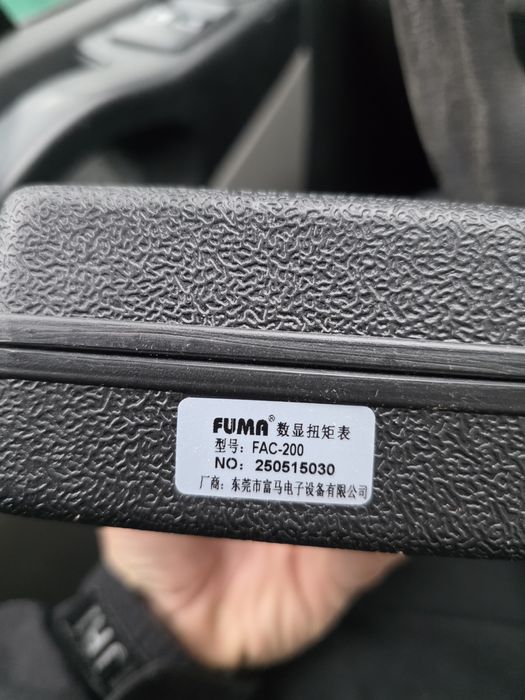 FUMA® 数显扭矩表
型号: FAC-200
NO: 250515030
厂商: 东莞市富马电子设备有限公司